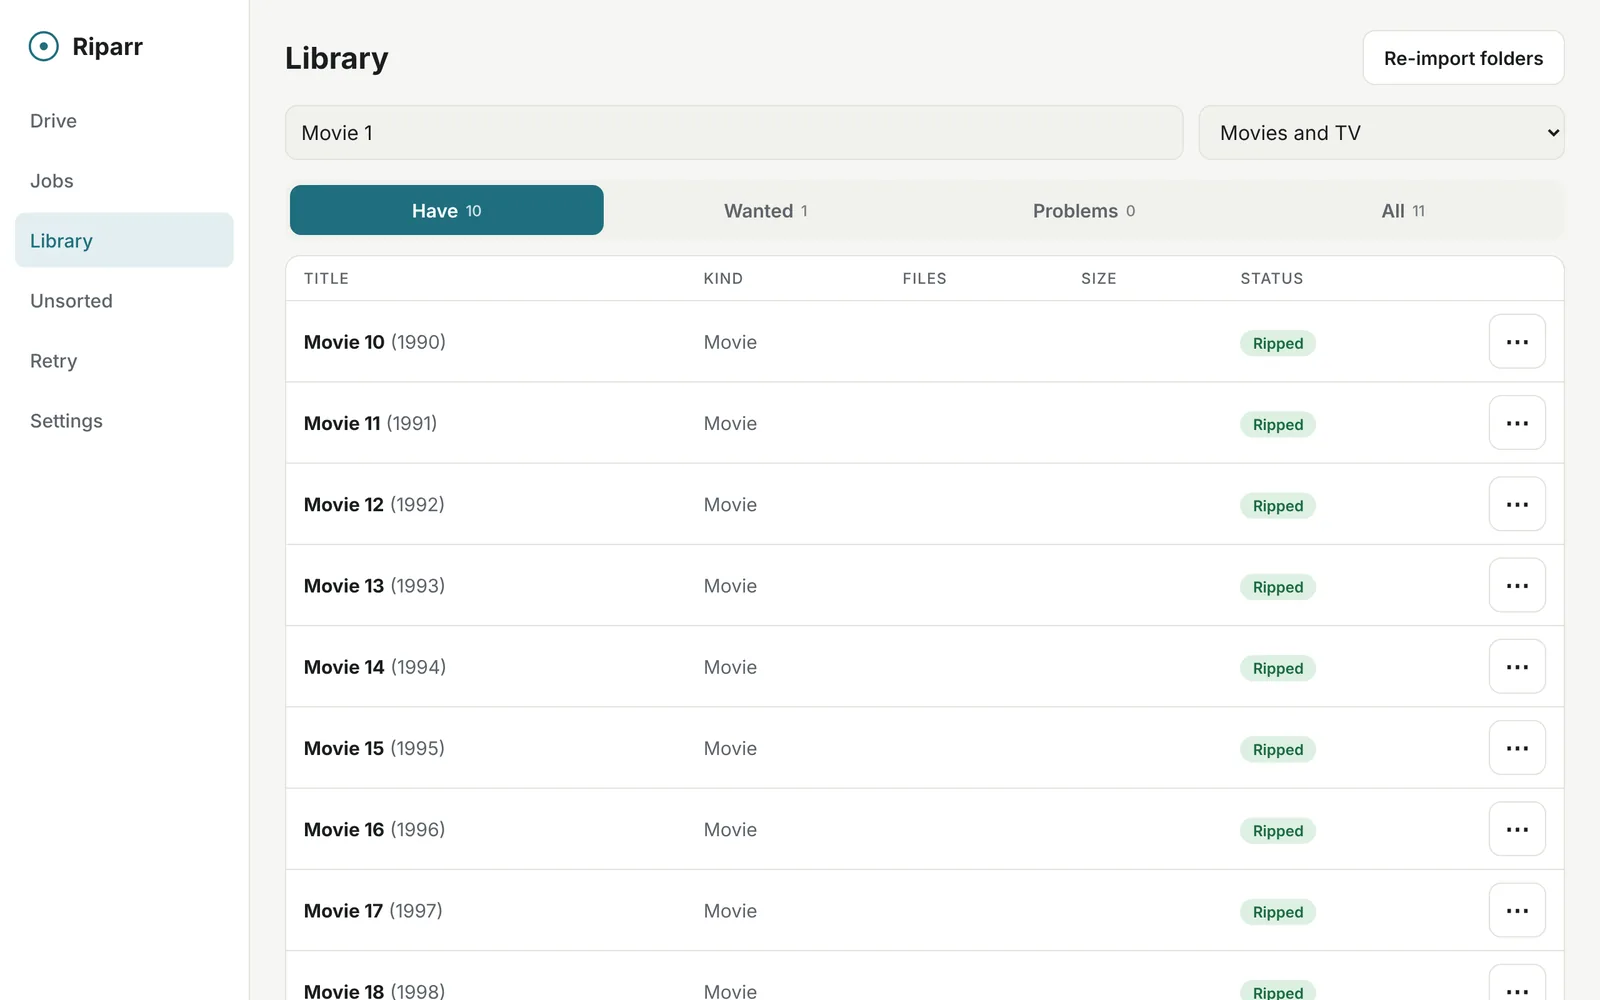 Riparr
Drive
Jobs
Library
Unsorted
Retry
Settings
Library
Re-import folders
Movie 1
Movies and TV
Have 10
Wanted 1
Problems 0
All 11
TITLE KIND FILES SIZE STATUS
Movie 10 (1990) Movie Ripped ...
Movie 11 (1991) Movie Ripped ...
Movie 12 (1992) Movie Ripped ...
Movie 13 (1993) Movie Ripped ...
Movie 14 (1994) Movie Ripped ...
Movie 15 (1995) Movie Ripped ...
Movie 16 (1996) Movie Ripped ...
Movie 17 (1997) Movie Ripped ...
Movie 18 (1998) Movie Ripped ...